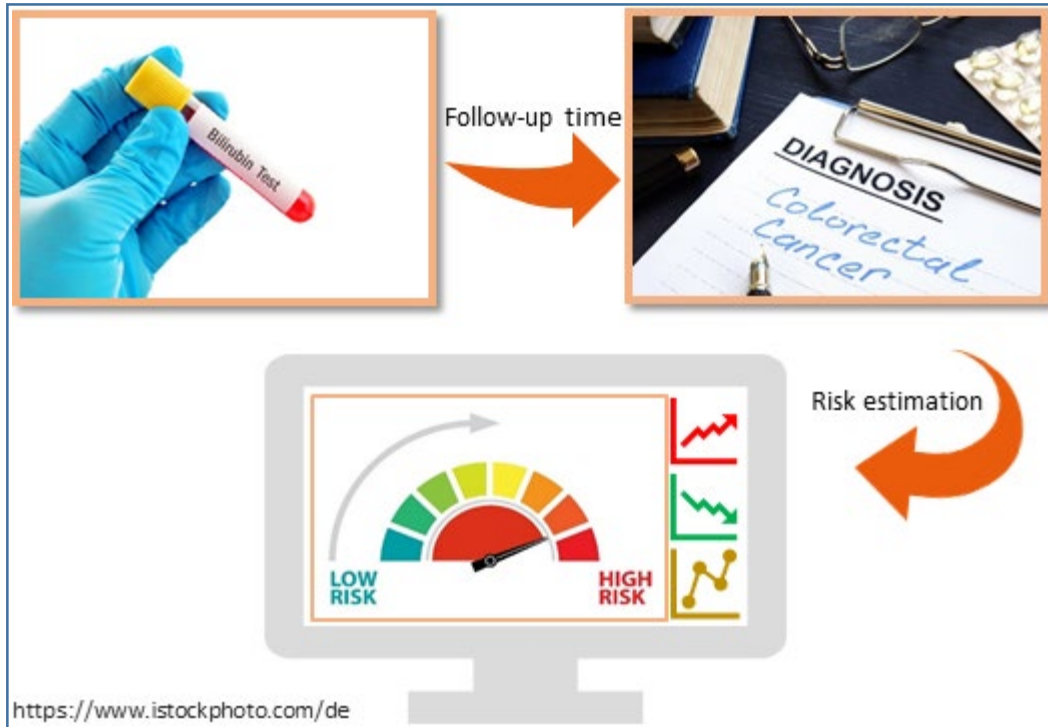 Bilirubin Test
Follow-up time
DIAGNOSIS
Colorectal
Cancer
Risk estimation
LOW
RISK
HIGH
RISK
https://www.istockphoto.com/de